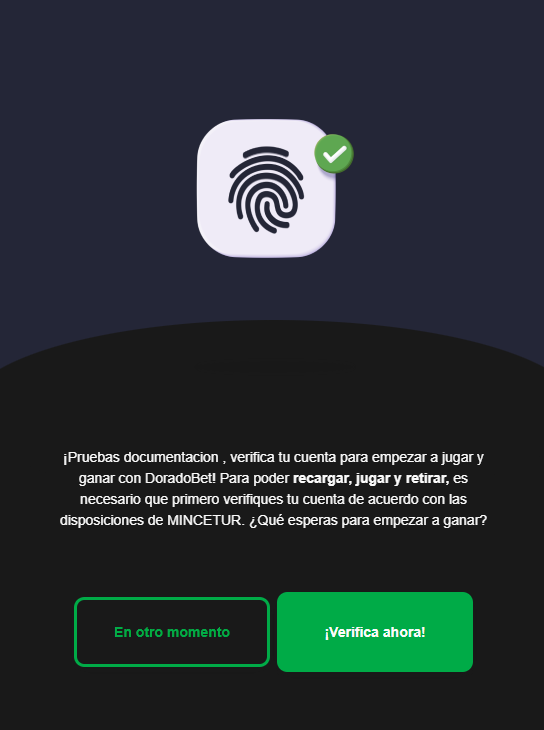 ¡Pruebas documentacion , verifica tu cuenta para empezar a jugar y
ganar con DoradoBet! Para poder recargar, jugar y retirar, es
necesario que primero verifiques tu cuenta de acuerdo con las
disposiciones de MINCETUR. ¿Qué esperas para empezar a ganar?
En otro momento
¡Verifica ahora!